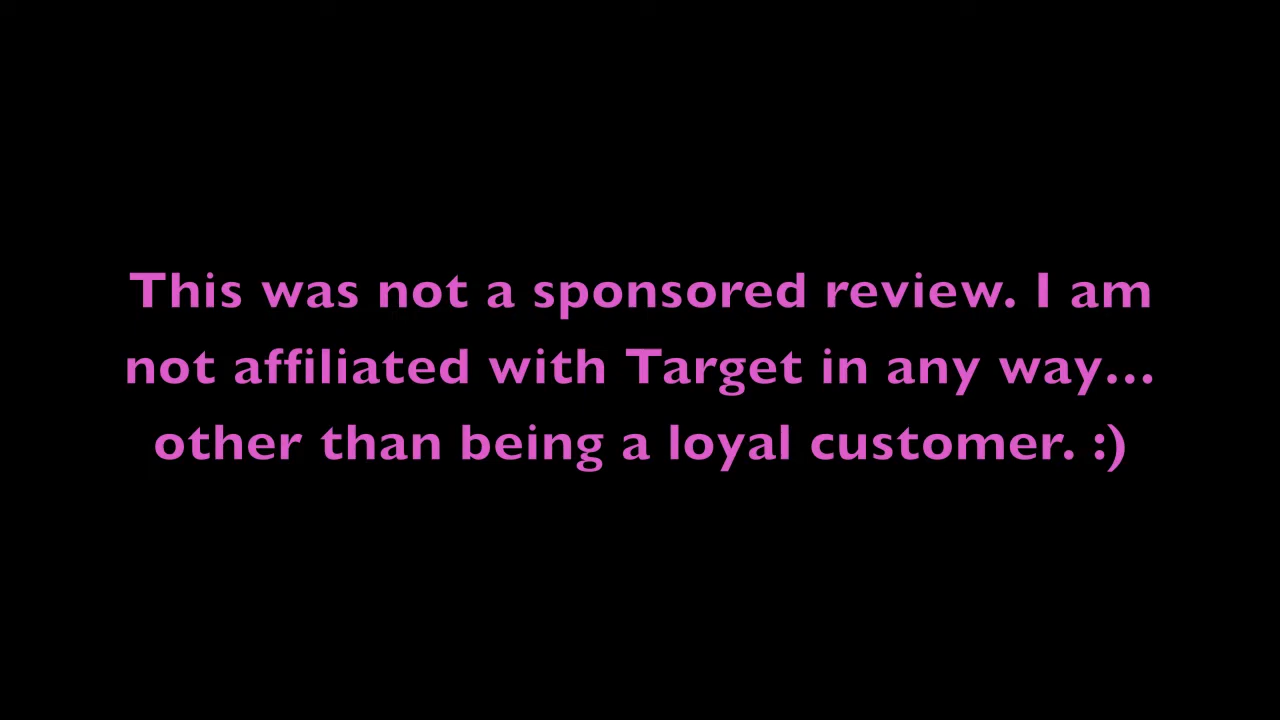 This was not a sponsored review. I am
not affiliated with Target in any way...
other than being a loyal customer. :)